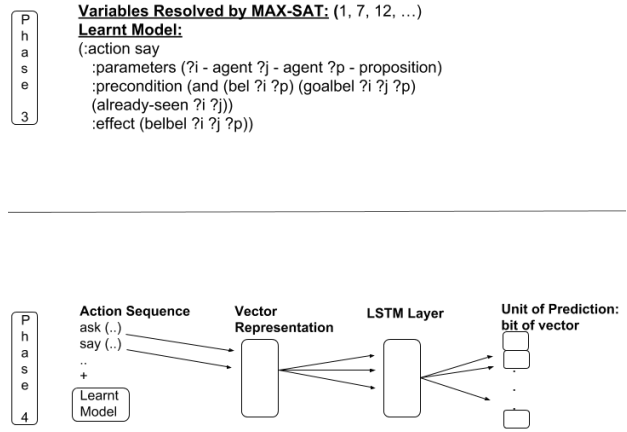 Phase 3
Variables Resolved by MAX-SAT: (1, 7, 12, …)
Learnt Model:
(:action say
:parameters (?i - agent ?j - agent ?p - proposition)
:precondition (and (bel ?i ?p) (goalbel ?i ?j ?p)
(already-seen ?i ?j))
:effect (belbel ?i ?j ?p))
Phase 4
Action Sequence
ask (..)
say (..)
..
+
Learnt
Model
Vector
Representation
LSTM Layer
Unit of Prediction:
bit of vector
.
.
.